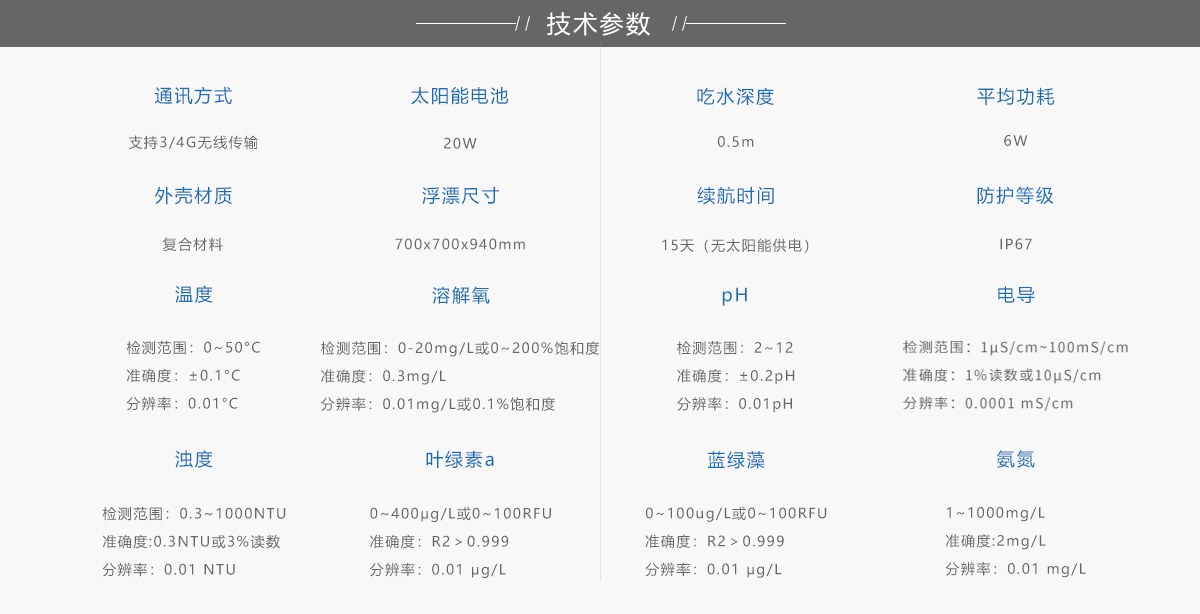 技术参数
通讯方式
支持3/4G无线传输
太阳能电池
20W
吃水深度
0.5m
平均功耗
6W
外壳材质
复合材料
浮漂尺寸
700x700x940mm
续航时间
15天（无太阳能供电）
防护等级
IP67
温度
检测范围：0~50°C
准确度：±0.1°C
分辨率：0.01°C
溶解氧
检测范围：0-20mg/L或0~200%饱和度
准确度：0.3mg/L
分辨率：0.01mg/L或0.1%饱和度
pH
检测范围：2~12
准确度：±0.2pH
分辨率：0.01pH
电导
检测范围：1μS/cm~100mS/cm
准确度：1%读数或10μS/cm
分辨率：0.0001 mS/cm
浊度
检测范围：0.3~1000NTU
准确度:0.3NTU或3%读数
分辨率：0.01 NTU
叶绿素a
0~400μg/L或0~100RFU
准确度：R2＞0.999
分辨率：0.01 μg/L
蓝绿藻
0~100ug/L或0~100RFU
准确度：R2＞0.999
分辨率：0.01 μg/L
氨氮
1~1000mg/L
准确度:2mg/L
分辨率：0.01 mg/L